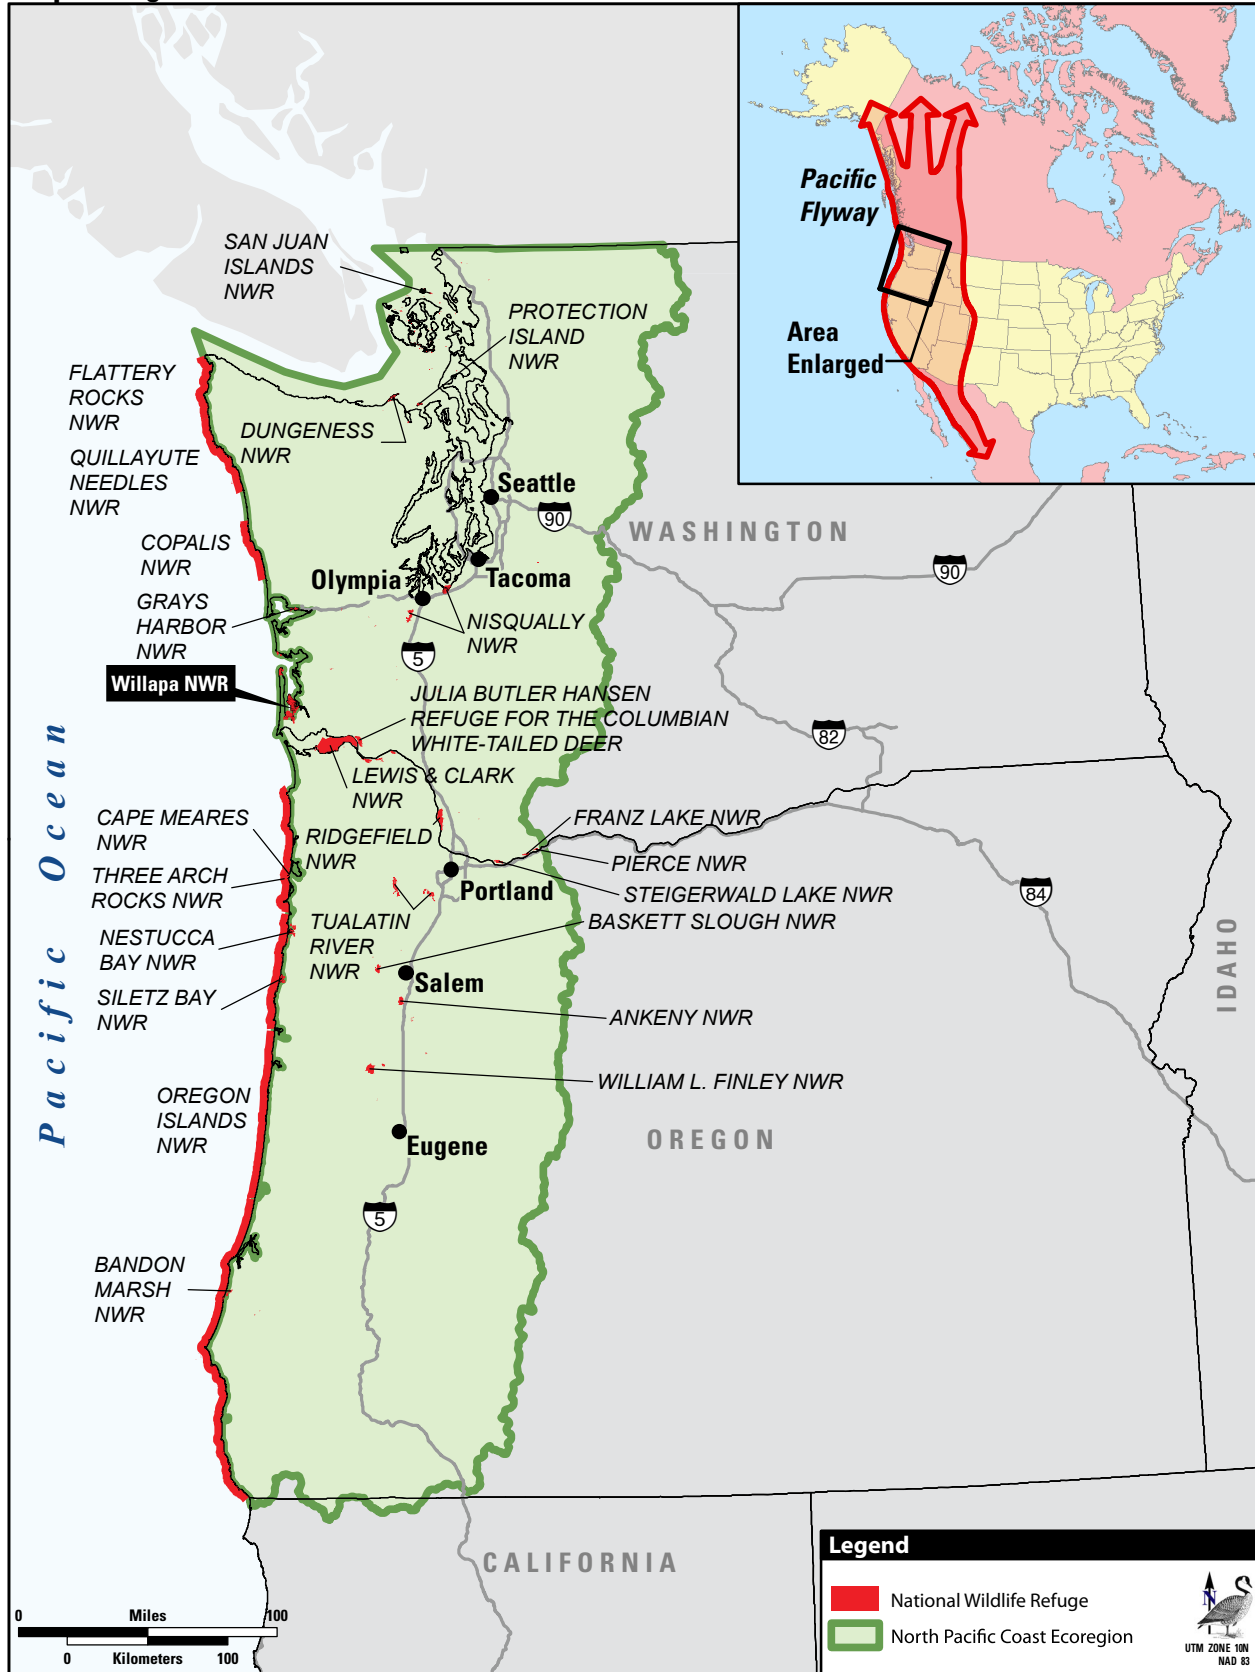 Pacific
Flyway
Area
Enlarged
SAN JUAN
ISLANDS
NWR
PROTECTION
ISLAND
NWR
FLATTERY
ROCKS
NWR
DUNGENESS
NWR
QUILLAYUTE
NEEDLES
NWR
Seattle
90
WASHINGTON
COPALIS
NWR
90
Olympia
Tacoma
GRAYS
HARBOR
NWR
NISQUALLY
NWR
5
Willapa NWR
JULIA BUTLER HANSEN
REFUGE FOR THE COLUMBIAN
WHITE-TAILED DEER
82
LEWIS & CLARK
NWR
Pacific Ocean
CAPE MEARES
NWR
RIDGEFIELD
NWR
FRANZ LAKE NWR
PIERCE NWR
THREE ARCH
ROCKS NWR
Portland
STEIGERWALD LAKE NWR
84
TUALATIN
RIVER
NWR
BASKETT SLOUGH NWR
NESTUCCA
BAY NWR
IDAHO
Salem
SILETZ BAY
NWR
ANKENY NWR
WILLIAM L. FINLEY NWR
OREGON
ISLANDS
NWR
Eugene
OREGON
5
BANDON
MARSH
NWR
CALIFORNIA
Legend
National Wildlife Refuge
North Pacific Coast Ecoregion
N
UTM ZONE 10N
NAD 83
0 Miles 100
0 Kilometers 100